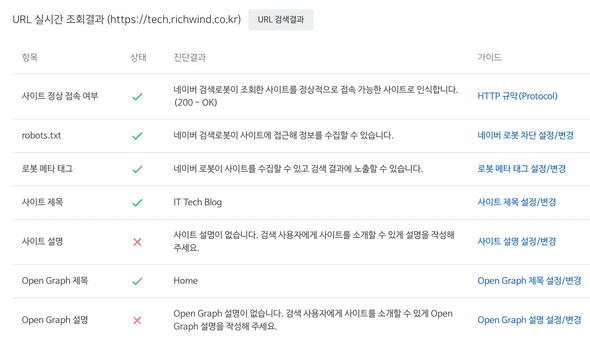 URL 실시간 조회결과 (https://tech.richwind.co.kr) URL 검색결과
항목 상태 진단결과 가이드
사이트 정상 접속 여부 네이버 검색로봇이 조회한 사이트를 정상적으로 접속 가능한 사이트로 인식합니다. HTTP 규약(Protocol)
(200 - OK)
robots.txt 네이버 검색로봇이 사이트에 접근해 정보를 수집할 수 있습니다. 네이버 로봇 차단 설정/변경
로봇 메타 태그 네이버 로봇이 사이트를 수집할 수 있고 검색 결과에 노출할 수 있습니다. 로봇 메타 태그 설정/변경
사이트 제목 IT Tech Blog 사이트 제목 설정/변경
사이트 설명 사이트 설명이 없습니다. 검색 사용자에게 사이트를 소개할 수 있게 설명을 작성해 사이트 설명 설정/변경
주세요.
Open Graph 제목 Home Open Graph 제목 설정/변경
Open Graph 설명 Open Graph 설명이 없습니다. 검색 사용자에게 사이트를 소개할 수 있게 Open Open Graph 설명 설정/변경
Graph 설명을 작성해 주세요.